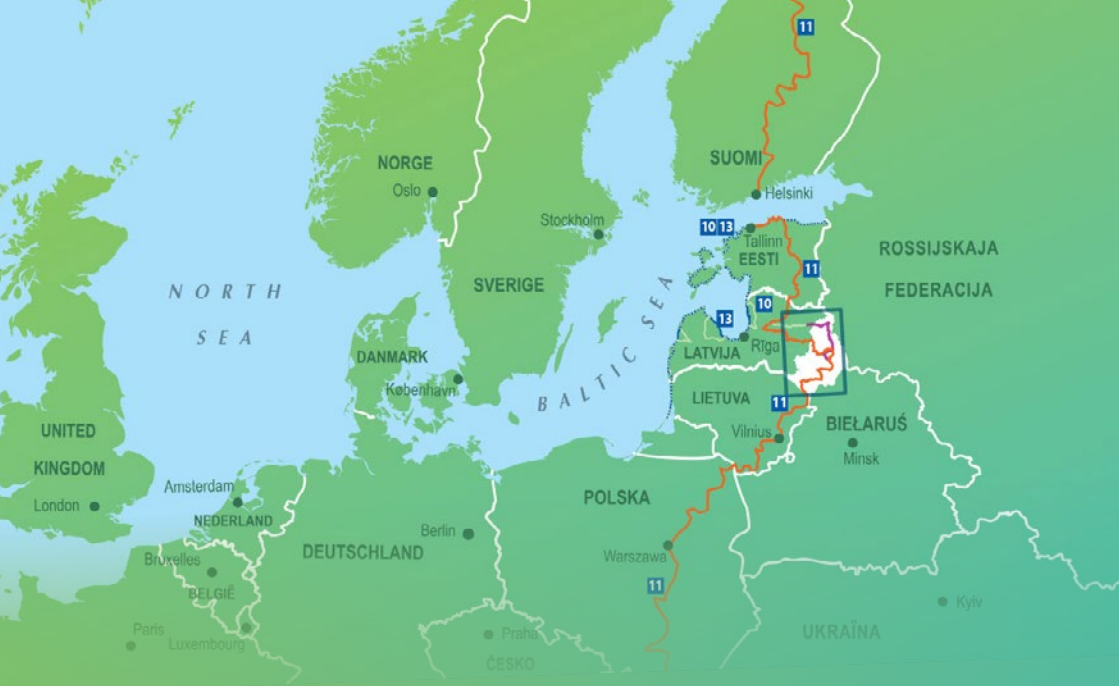 11
SUOMI
NORGE
Oslo
Helsinki
Stockholm
10 13
Tallinn
EESTI
11
ROSSIJSKAJA
FEDERACIJA
SVERIGE
NORTH
SEA
BALTIC SEA
10
13
Rīga
LATVIJA
DANMARK
København
LIETUVA
11
Vilnius
BIEŁARUŚ
Minsk
UNITED
KINGDOM
London
Amsterdam
NEDERLAND
POLSKA
Berlin
DEUTSCHLAND
Warszawa
Bruxelles
BELGIË
11
Kyiv
Paris
Luxembourg
Praha
ČESKO
UKRAÏNA